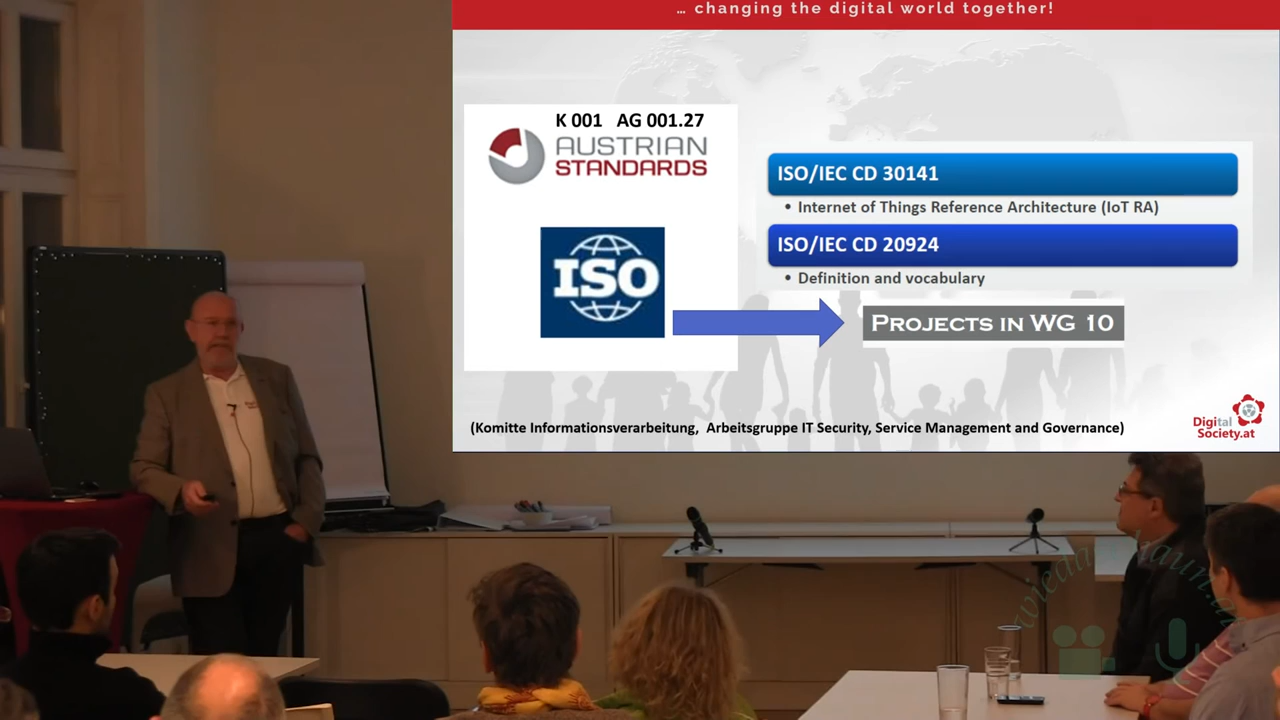 … changing the digital world together!
K 001 AG 001.27
AUSTRIAN
STANDARDS
ISO
ISO/IEC CD 30141
• Internet of Things Reference Architecture (IoT RA)
ISO/IEC CD 20924
• Definition and vocabulary
PROJECTS IN WG 10
(Komitte Informationsverarbeitung, Arbeitsgruppe IT Security, Service Management and Governance)
Digital
Society.at